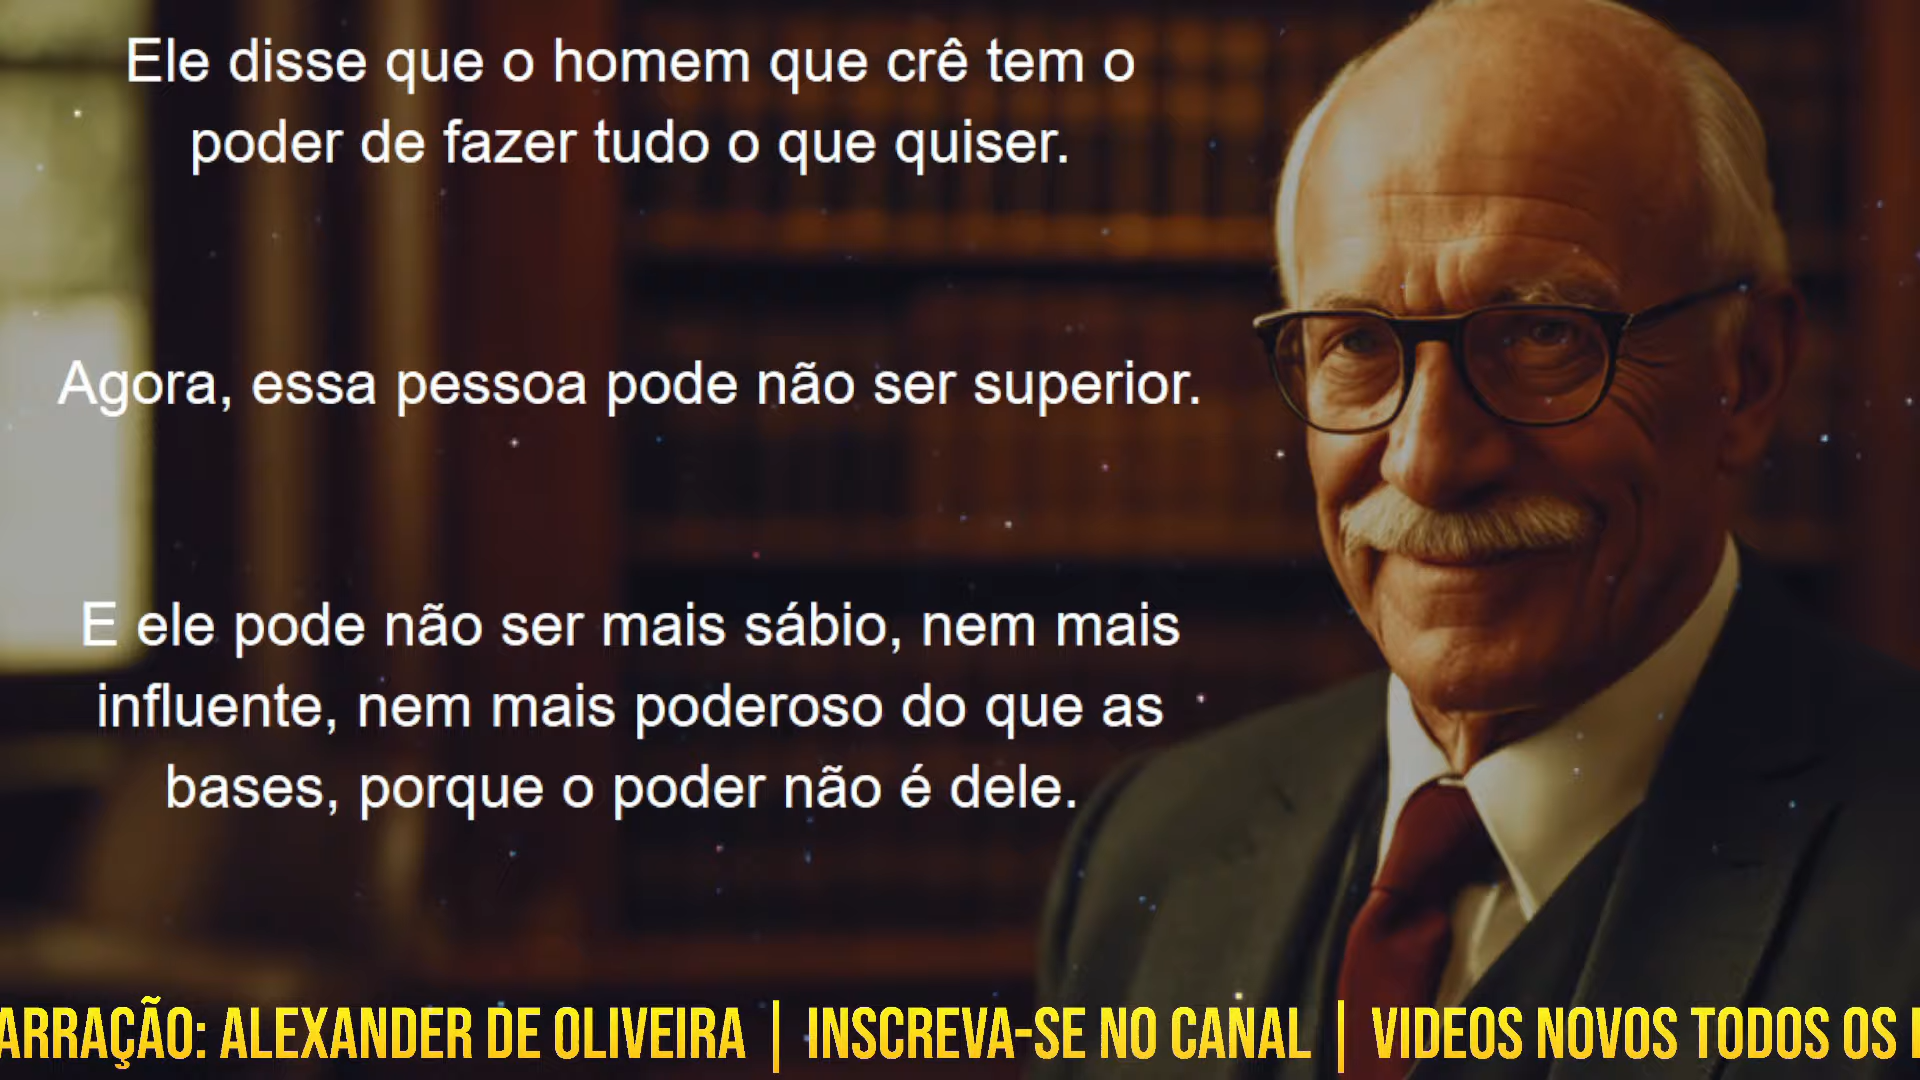 Ele disse que o homem que crê tem o
poder de fazer tudo o que quiser.
Agora, essa pessoa pode não ser superior.
E ele pode não ser mais sábio, nem mais
influente, nem mais poderoso do que as
bases, porque o poder não é dele.
ARRAÇÃO: ALEXANDER DE OLIVEIRA | INSCREVA-SE NO CANAL | VIDEOS NOVOS TODOS OS